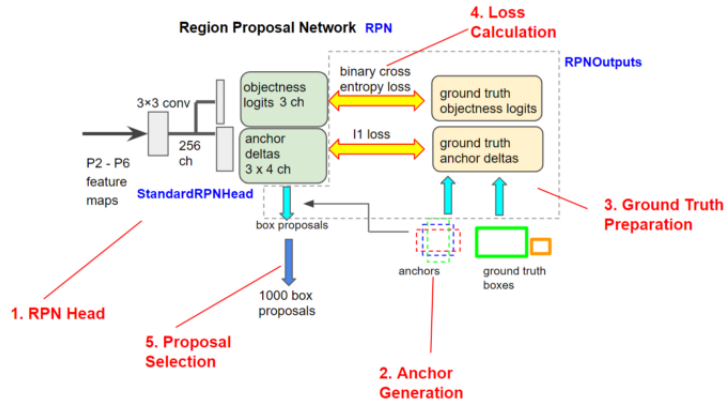 4. Loss
Calculation
Region Proposal Network RPN
RPNOutputs
binary cross
entropy loss
objectness
logits 3 ch
ground truth
objectness logits
3×3 conv
l1 loss
256
ch
anchor
deltas
3 x 4 ch
ground truth
anchor deltas
P2 - P6
feature
maps
StandardRPNHead
3. Ground Truth
Preparation
box proposals
anchors
ground truth
boxes
1000 box
proposals
1. RPN Head
5. Proposal
Selection
2. Anchor
Generation